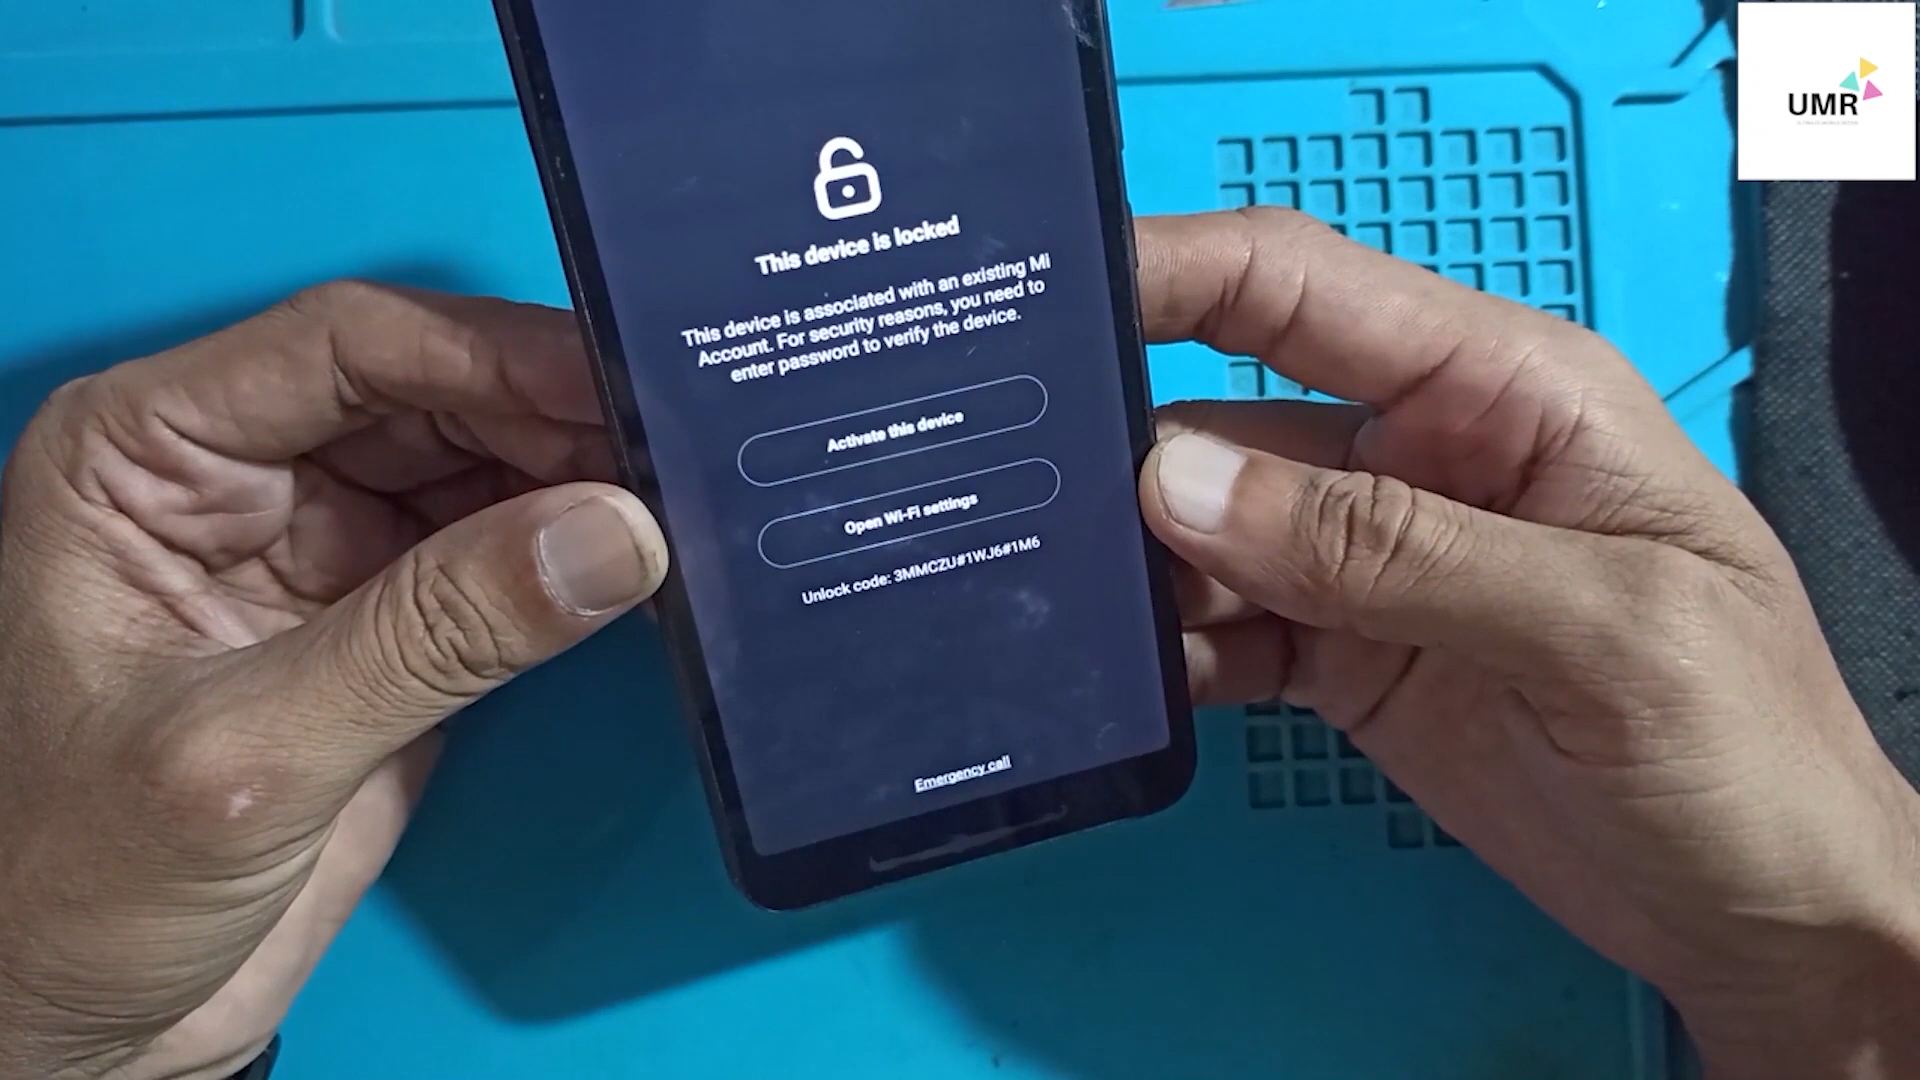 UMR
This device is locked
This device is associated with an existing Mi
Account. For security reasons, you need to
enter password to verify the device.
Activate this device
Open Wi-Fi settings
Unlock code: 3MMCZU#1WJ6#1M6
Emergency call